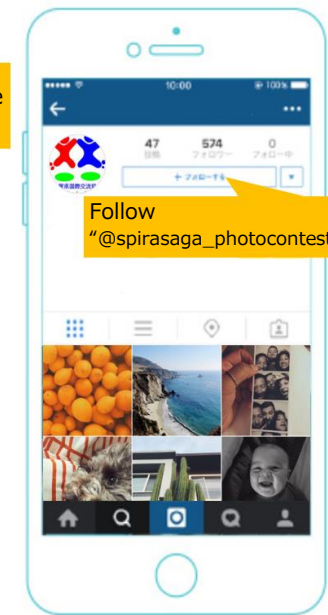 10:00
100%
e
47
574
0
投稿
フォロワー
フォロー中
+ フォローする
Follow
"@spirasaga_photocontest